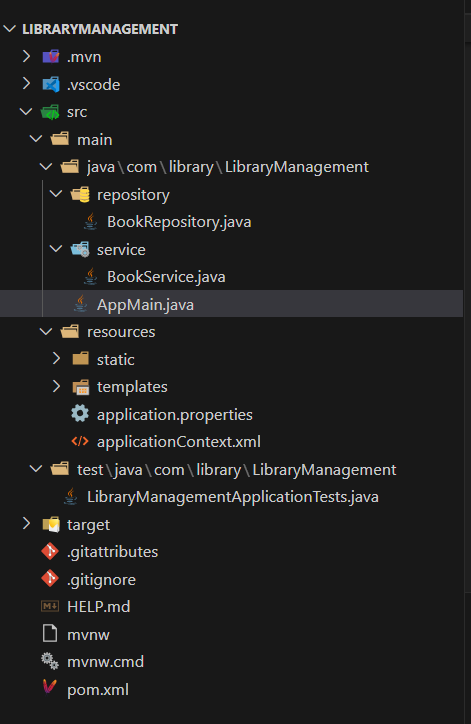 LIBRARYMANAGEMENT
.mvn
.vscode
src
main
java\com\library\LibraryManagement
repository
BookRepository.java
service
BookService.java
AppMain.java
resources
static
templates
application.properties
applicationContext.xml
test\java\com\library\LibraryManagement
LibraryManagementApplicationTests.java
target
.gitattributes
.gitignore
HELP.md
mvnw
mvnw.cmd
pom.xml